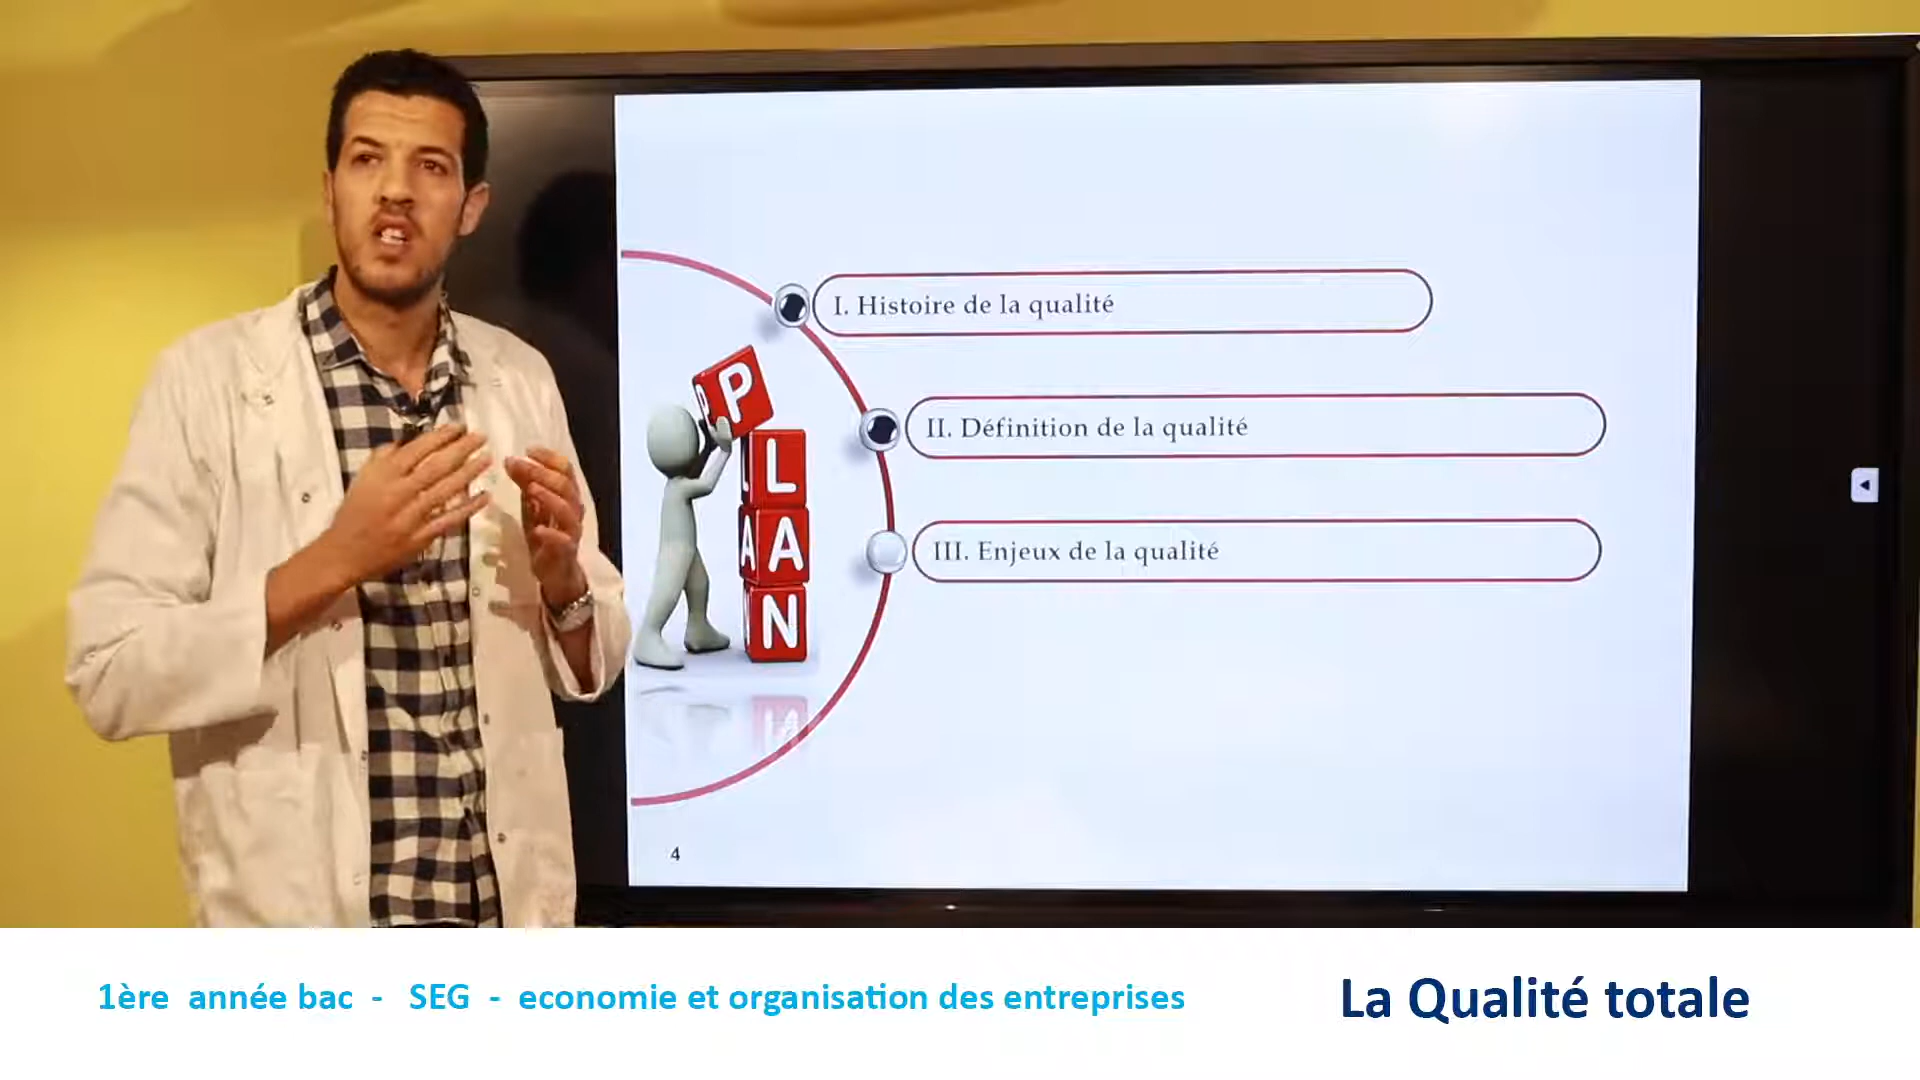 I. Histoire de la qualité
II. Définition de la qualité
III. Enjeux de la qualité
P
L
A
N
4
1ère année bac - SEG - economie et organisation des entreprises
La Qualité totale